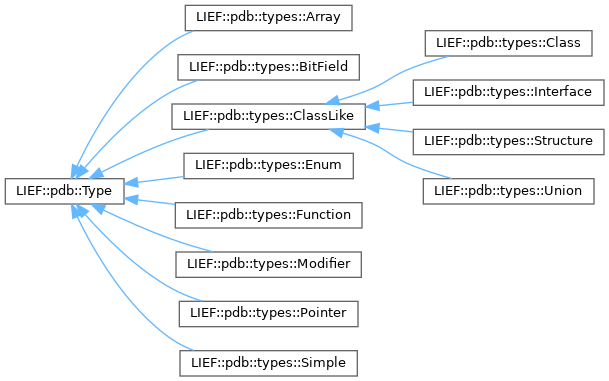 LIEF::pdb::types::Array
LIEF::pdb::types::Class
LIEF::pdb::types::BitField
LIEF::pdb::types::Interface
LIEF::pdb::types::ClassLike
LIEF::pdb::types::Structure
LIEF::pdb::types::Enum
LIEF::pdb::Type
LIEF::pdb::types::Union
LIEF::pdb::types::Function
LIEF::pdb::types::Modifier
LIEF::pdb::types::Pointer
LIEF::pdb::types::Simple